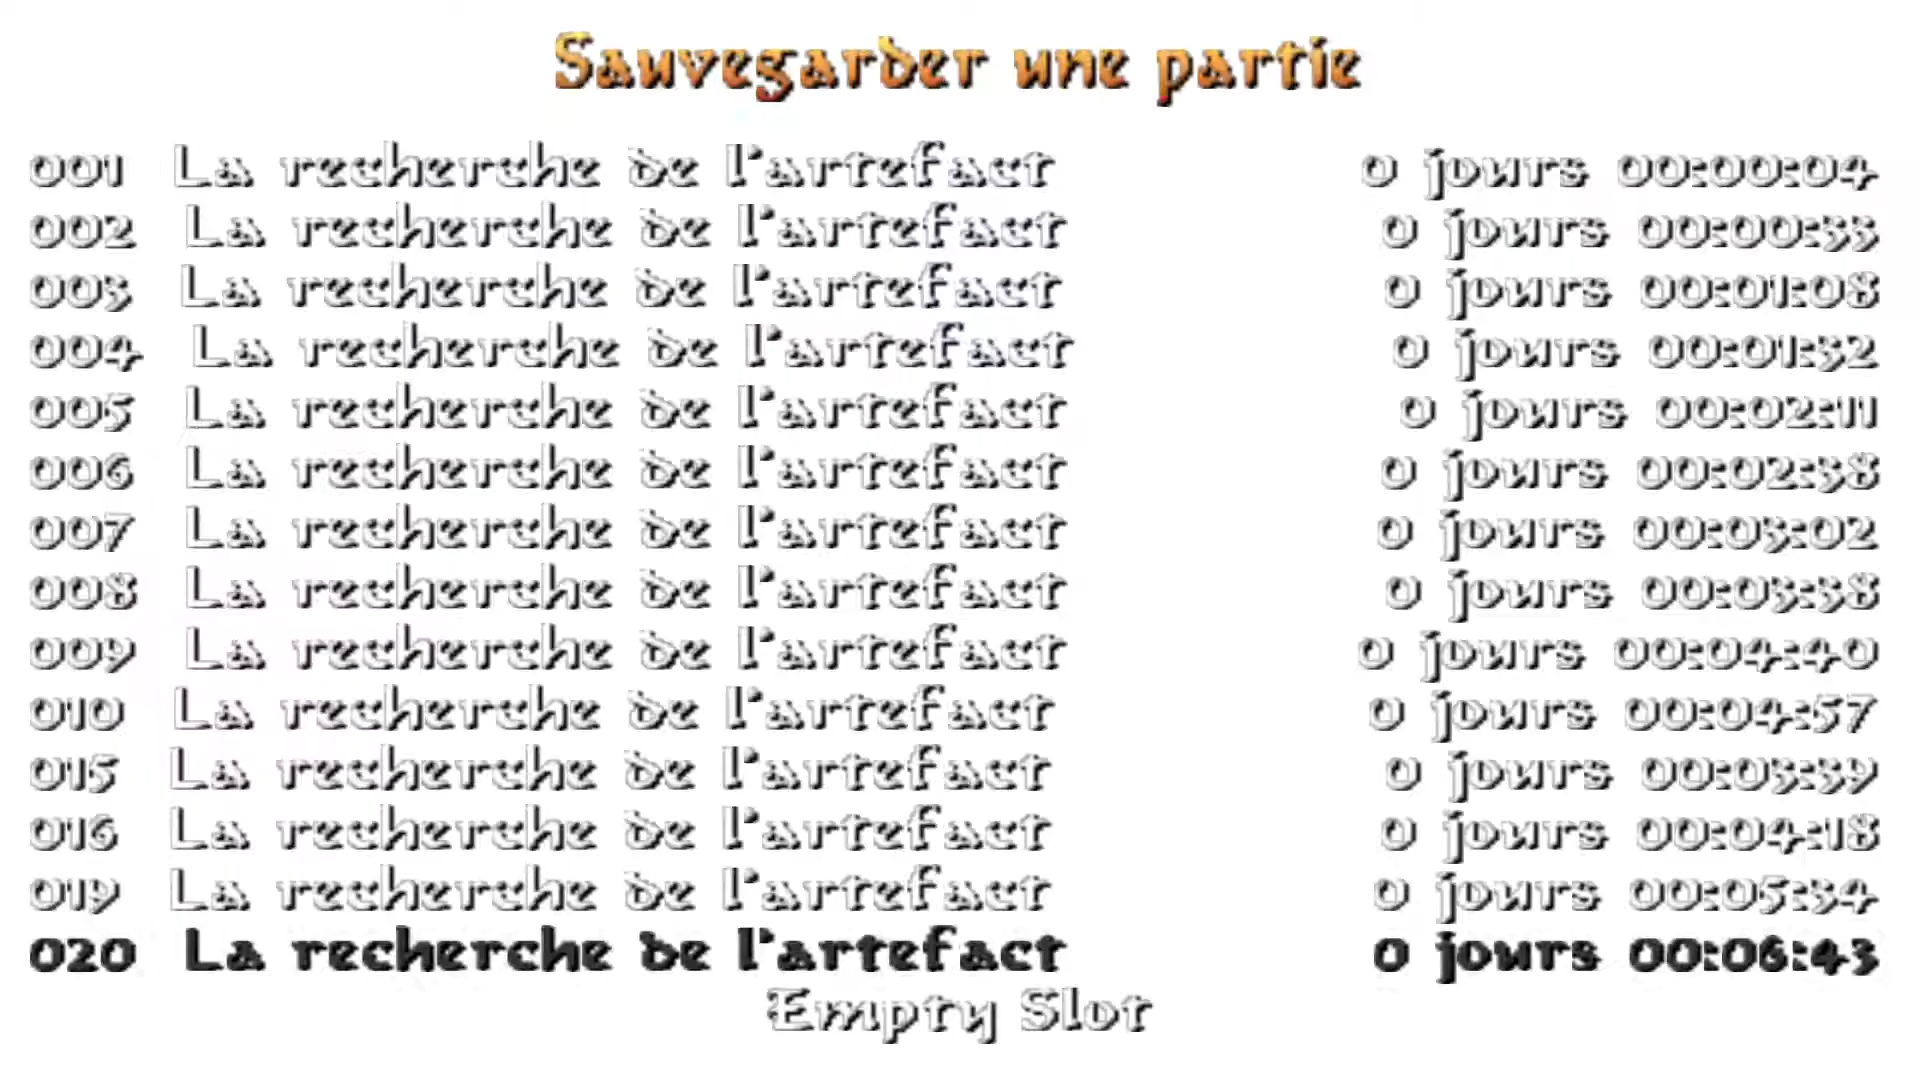 Sauvegarder une partie
001 La recherche de l'artefact 0 jours 00:00:04
002 La recherche de l'artefact 0 jours 00:00:33
003 La recherche de l'artefact 0 jours 00:01:08
004 La recherche de l'artefact 0 jours 00:01:32
005 La recherche de l'artefact 0 jours 00:02:11
006 La recherche de l'artefact 0 jours 00:02:38
007 La recherche de l'artefact 0 jours 00:03:02
008 La recherche de l'artefact 0 jours 00:03:38
009 La recherche de l'artefact 0 jours 00:04:40
010 La recherche de l'artefact 0 jours 00:04:57
015 La recherche de l'artefact 0 jours 00:03:39
016 La recherche de l'artefact 0 jours 00:04:18
019 La recherche de l'artefact 0 jours 00:05:34
020 La recherche de l'artefact 0 jours 00:06:43
Empty Slot